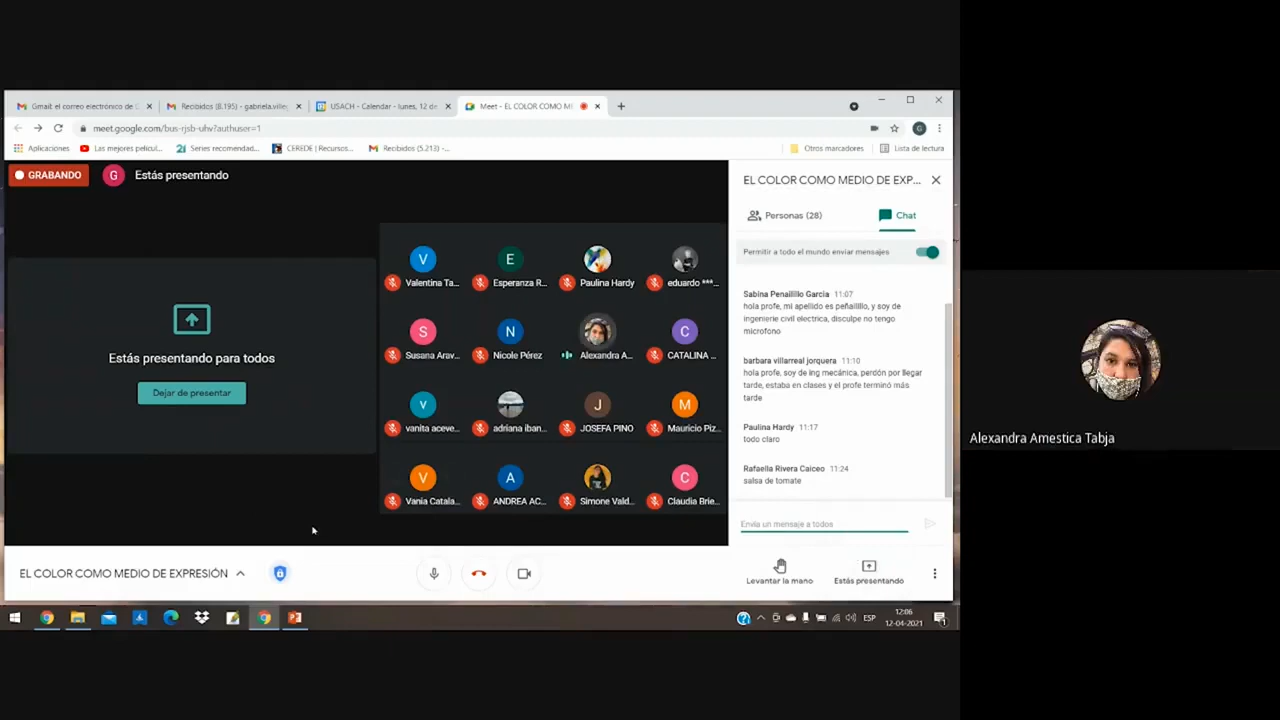 Gmail: el correo electrónico de
Recibidos (8.195) - gabriela.ville
USACH - Calendar - lunes, 12 de
Meet - EL COLOR COMO M
meet.google.com/bus-rjsb-uhv?authuser=1
G
Aplicaciones
Las mejores pelicul...
Series recomendad...
CEREDE | Recursos...
Recibidos (5.213) -...
Otros marcadores
Lista de lectura
GRABANDO
G
Estás presentando
EL COLOR COMO MEDIO DE EXP...
Personas (28)
Chat
Permitir a todo el mundo enviar mensajes
V
E
Valentina Ta...
Esperanza R...
Paulina Hardy
eduardo ***...
S
N
C
Susana Arav...
Nicole Pérez
Alexandra A...
CATALINA ...
v
J
M
vanita aceve...
adriana iban...
JOSEFA PINO
Mauricio Piz...
V
A
C
Vania Catala...
ANDREA AC...
Simone Vald...
Claudia Brie...
Estás presentando para todos
Dejar de presentar
Sabina Penailillo Garcia 11:07
hola profe, mi apellido es peñailillo, y soy de
ingenierie civil electrica, disculpe no tengo
microfono
barbara villarreal jorquera 11:10
hola profe, soy de ing mecánica, perdón por llegar
tarde, estaba en clases y el profe terminó más
tarde
Paulina Hardy 11:17
todo claro
Rafaella Rivera Caiceo 11:24
salsa de tomate
Envía un mensaje a todos
EL COLOR COMO MEDIO DE EXPRESIÓN
Levantar la mano
Estás presentando
ESP
12:06
12-04-2021
Alexandra Amestica Tabja